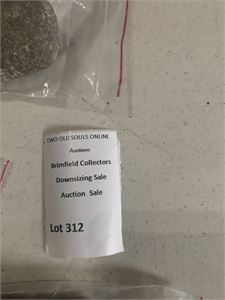 TWO OLD SOULS ONLINE
Auctions
Brimfield Collectors
Downsizing Sale
Auction Sale
Lot 312